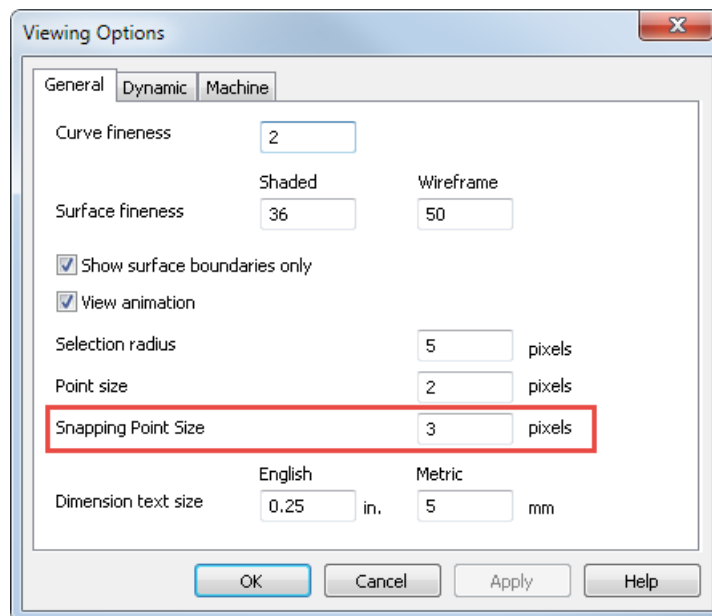 Viewing Options
General Dynamic Machine
Curve fineness 2
Shaded Wireframe
Surface fineness 36 50
Show surface boundaries only
View animation
Selection radius 5 pixels
Point size 2 pixels
Snapping Point Size 3 pixels
English Metric
Dimension text size 0.25 in. 5 mm
OK Cancel Apply Help